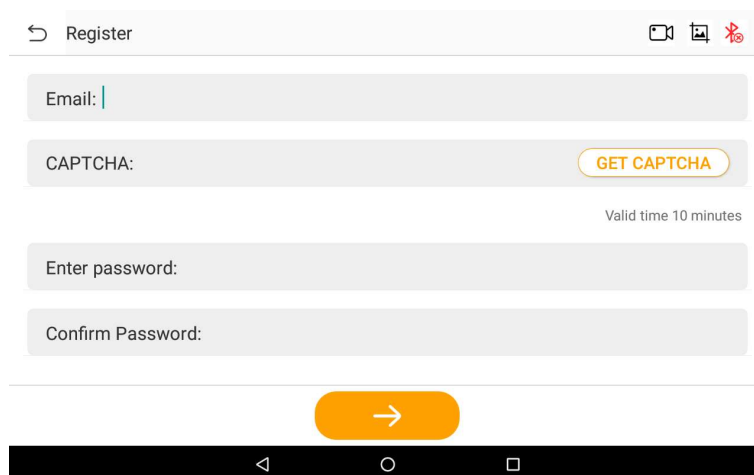 Register
Email:
CAPTCHA:
GET CAPTCHA
Valid time 10 minutes
Enter password:
Confirm Password: